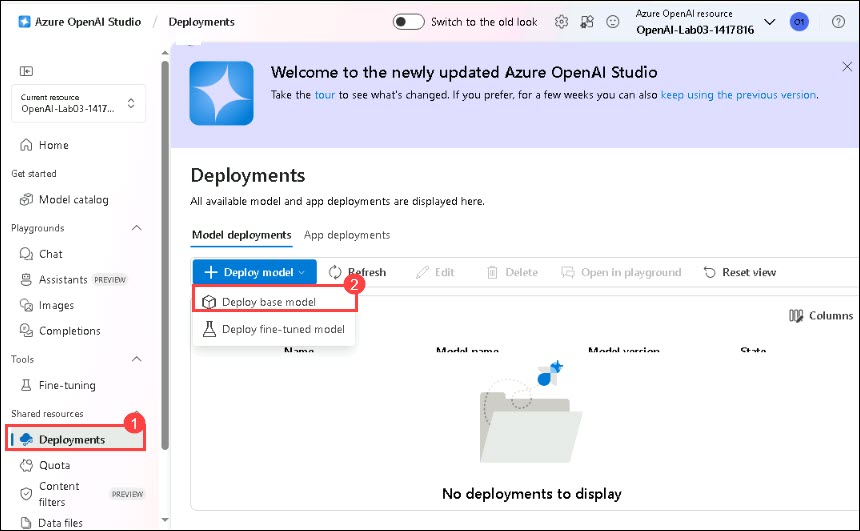 Azure OpenAI Studio / Deployments
Switch to the old look
Azure OpenAI resource
OpenAI-Lab03-1417816
O1
Current resource
OpenAI-Lab03-1417...
Home
Get started
Model catalog
Playgrounds
Chat
Assistants PREVIEW
Images
Completions
Tools
Fine-tuning
Shared resources
1
Deployments
Quota
Content
filters PREVIEW
Data files
Welcome to the newly updated Azure OpenAI Studio
Take the tour to see what's changed. If you prefer, for a few weeks you can also keep using the previous version.
Deployments
All available model and app deployments are displayed here.
Model deployments App deployments
Deploy model Refresh Edit Delete Open in playground Reset view
2
Deploy base model
Deploy fine-tuned model
Columns
Name Model name Model version State
No deployments to display